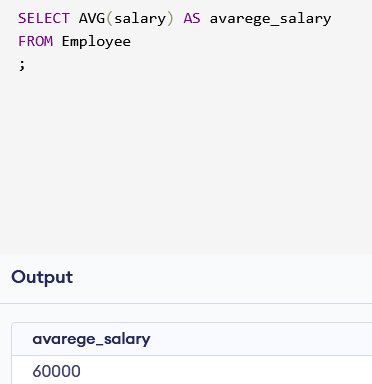 SELECT AVG(salary) AS avarege_salary
FROM Employee
;
Output
avarege_salary
60000